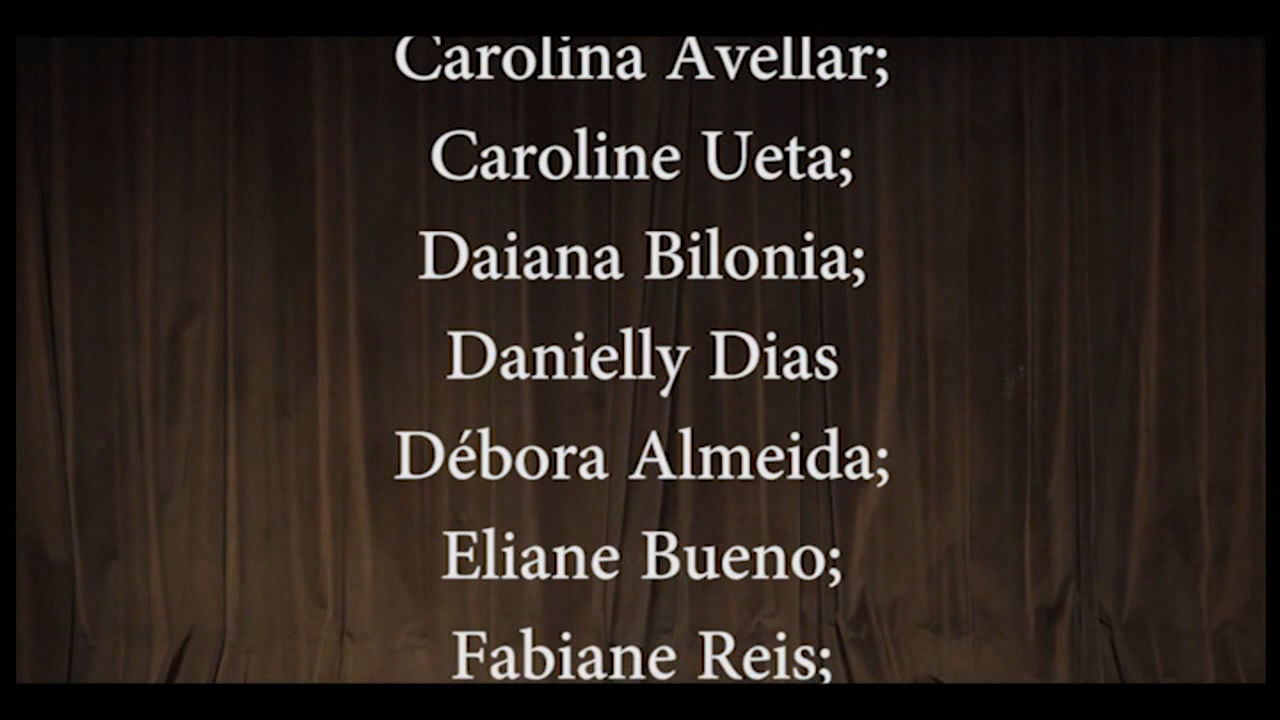 Carolina Avellar;
Caroline Ueta;
Daiana Bilonia;
Danielly Dias
Débora Almeida;
Eliane Bueno;
Fabiane Reis;